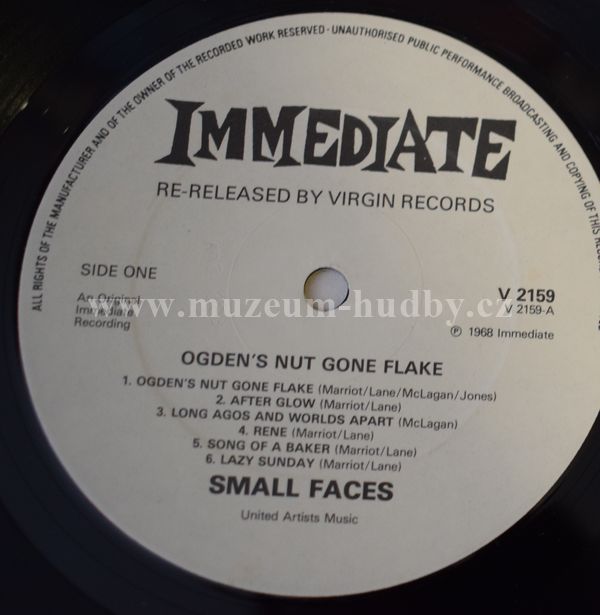 ALL RIGHTS OF THE MANUFACTURER AND OF THE OWNER OF THE RECORDED WORK RESERVED - UNAUTHORISED PUBLIC PERFORMANCE BROADCASTING AND COPYING OF THIS
IMMEDIATE
RE-RELEASED BY VIRGIN RECORDS
SIDE ONE
An Original
Immediate
Recording
V 2159
V 2159-A
℗ 1968 Immediate
www.muzeum-hudby.cz
OGDEN'S NUT GONE FLAKE
1. OGDEN'S NUT GONE FLAKE (Marriot/Lane/McLagan/Jones)
2. AFTER GLOW (Marriot/Lane)
3. LONG AGOS AND WORLDS APART (McLagan)
4. RENE (Marriot/Lane)
5. SONG OF A BAKER (Marriot/Lane)
6. LAZY SUNDAY (Marriot/Lane)
SMALL FACES
United Artists Music